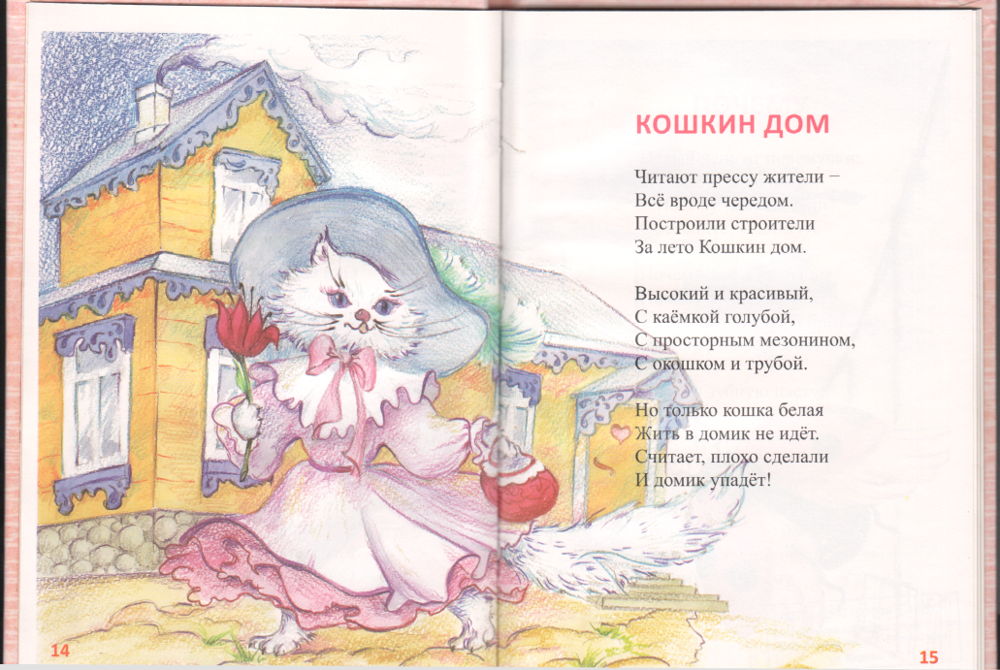 КОШКИН ДОМ
Читают прессу жители –
Всё вроде чередом.
Построили строители
За лето Кошкин дом.
Высокий и красивый,
С каёмкой голубой,
С просторным мезонином,
С окошком и трубой.
Но только кошка белая
Жить в домик не идёт.
Считает, плохо сделали
И домик упадёт!
14
15